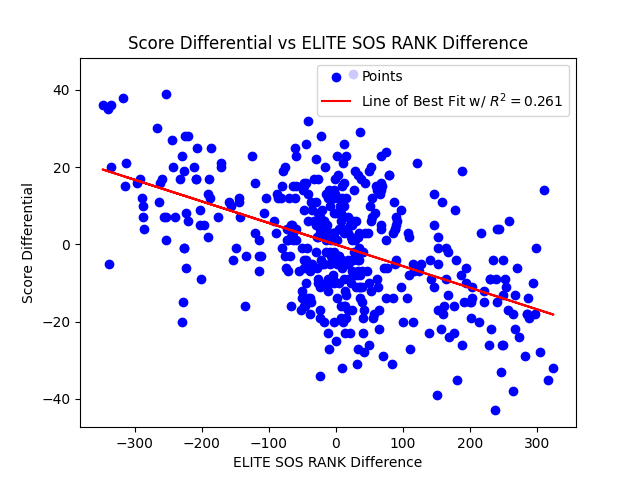 Score Differential vs ELITE SOS RANK Difference
Points
Line of Best Fit w/ R² = 0.261
40
20
0
−20
−40
Score Differential
−300
−200
−100
0
100
200
300
ELITE SOS RANK Difference